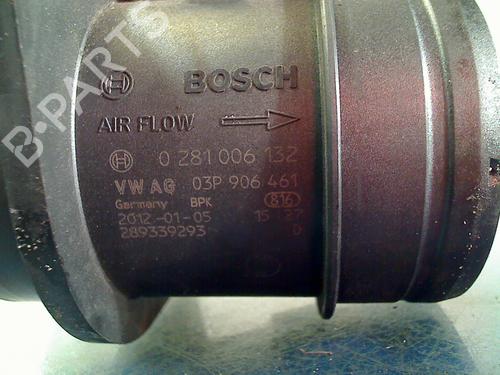 B-PARTS
BOSCH
AIR FLOW
0 281 006 132
VW AG 03P 906 461
Germany BPK 816
2012-01-05 15:27
289339293 D